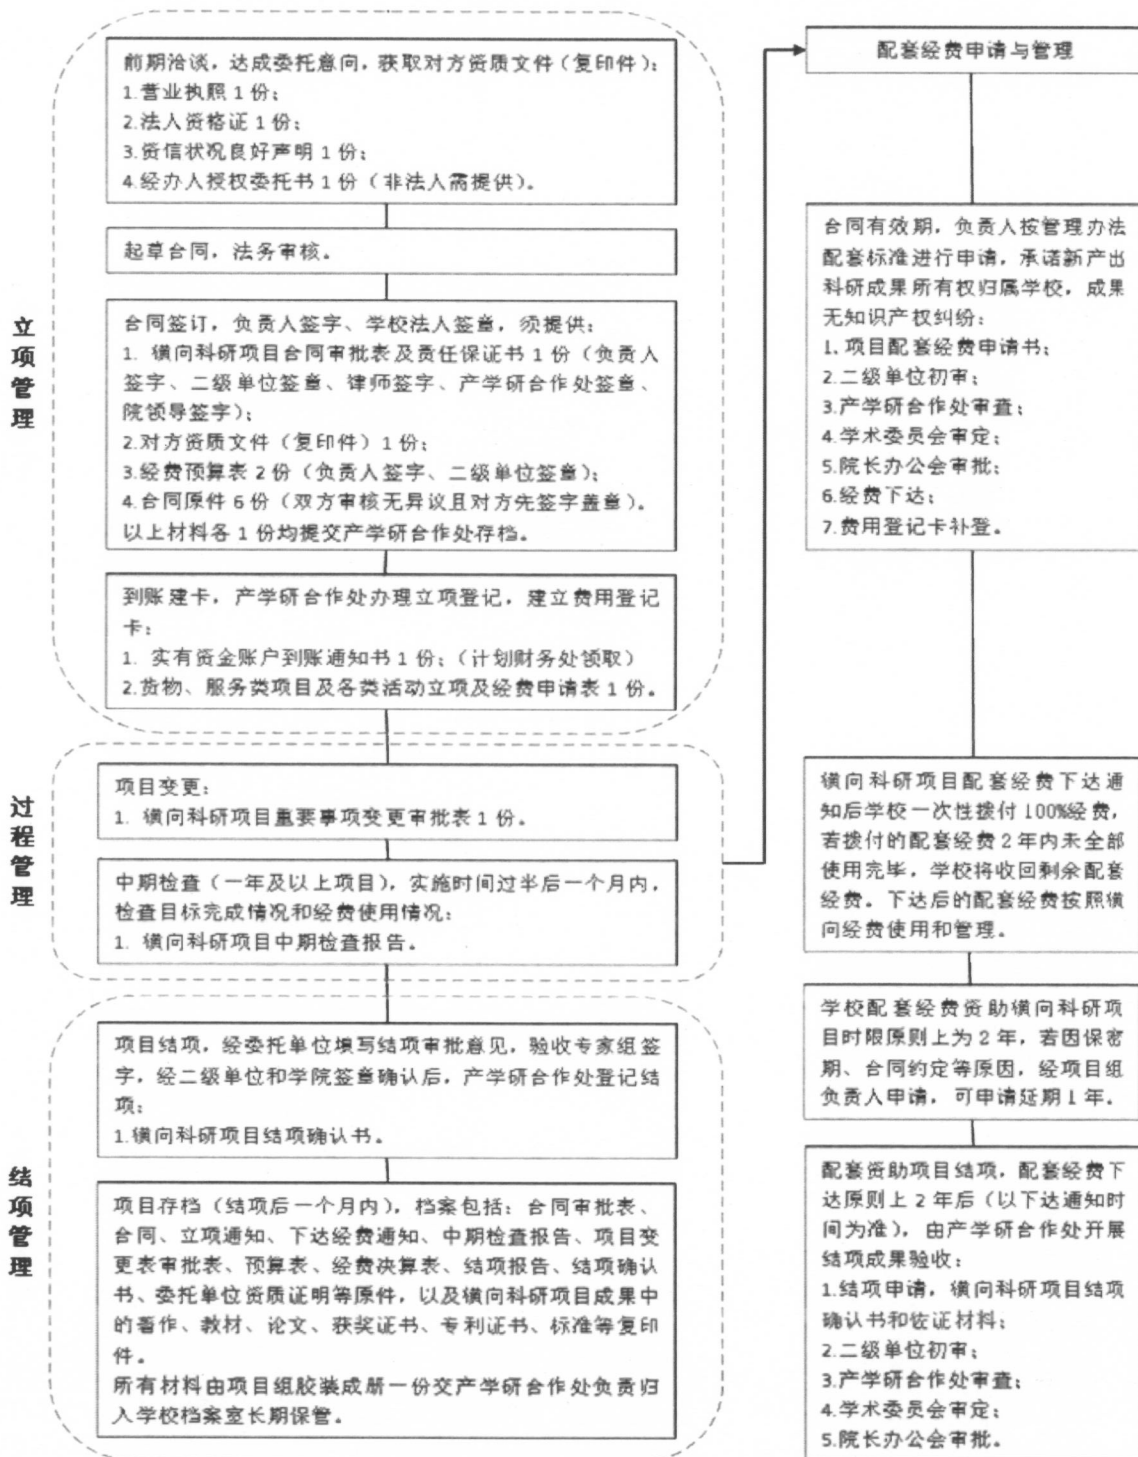 立项管理
前期洽谈，达成委托意向，获取对方资质文件（复印件）：
1.营业执照 1 份；
2.法人资格证 1 份；
3.资信状况良好声明 1 份；
4.经办人授权委托书 1 份（非法人需提供）。
起草合同，法务审核。
合同签订，负责人签字、学校法人签章，须提供：
1. 横向科研项目合同审批表及责任保证书 1 份（负责人
签字、二级单位签章、律师签字、产学研合作处签章、
院领导签字）；
2.对方资质文件（复印件）1 份；
3.经费预算表 2 份（负责人签字、二级单位签章）；
4.合同原件 6 份（双方审核无异议且对方先签字盖章）。
以上材料各 1 份均提交产学研合作处存档。
到账建卡，产学研合作处办理立项登记，建立费用登记
卡：
1. 实有资金账户到账通知书 1 份；（计划财务处领取）
2.货物、服务类项目及各类活动立项及经费申请表 1 份。
过程管理
项目变更：
1. 横向科研项目重要事项变更审批表 1 份。
中期检查（一年及以上项目），实施时间过半后一个月内，
检查目标完成情况和经费使用情况：
1. 横向科研项目中期检查报告。
结项管理
项目结项，经委托单位填写结项审批意见，验收专家组签
字，经二级单位和学院签章确认后，产学研合作处登记结
项：
1.横向科研项目结项确认书。
项目存档（结项后一个月内），档案包括：合同审批表、
合同、立项通知、下达经费通知、中期检查报告、项目变
更表审批表、预算表、经费决算表、结项报告、结项确认
书、委托单位资质证明等原件，以及横向科研项目成果中
的著作、教材、论文、获奖证书、专利证书、标准等复印
件。
所有材料由项目组胶装成册一份交产学研合作处负责归
入学校档案室长期保管。
配套经费申请与管理
合同有效期，负责人按管理办法
配套标准进行申请，承诺新产出
科研成果所有权归属学校，成果
无知识产权纠纷：
1. 项目配套经费申请书；
2.二级单位初审；
3.产学研合作处审查；
4.学术委员会审定；
5.院长办公会审批；
6.经费下达；
7.费用登记卡补登。
横向科研项目配套经费下达通
知后学校一次性拨付 100%经费，
若拨付的配套经费 2 年内未全部
使用完毕，学校将收回剩余配套
经费。下达后的配套经费按照横
向经费使用和管理。
学校配套经费资助横向科研项
目时限原则上为 2 年，若因保密
期、合同约定等原因，经项目组
负责人申请，可申请延期 1 年。
配套资助项目结项，配套经费下
达原则上 2 年后（以下达通知时
间为准），由产学研合作处开展
结项成果验收：
1.结项申请，横向科研项目结项
确认书和佐证材料；
2.二级单位初审；
3.产学研合作处审查；
4.学术委员会审定；
5.院长办公会审批。